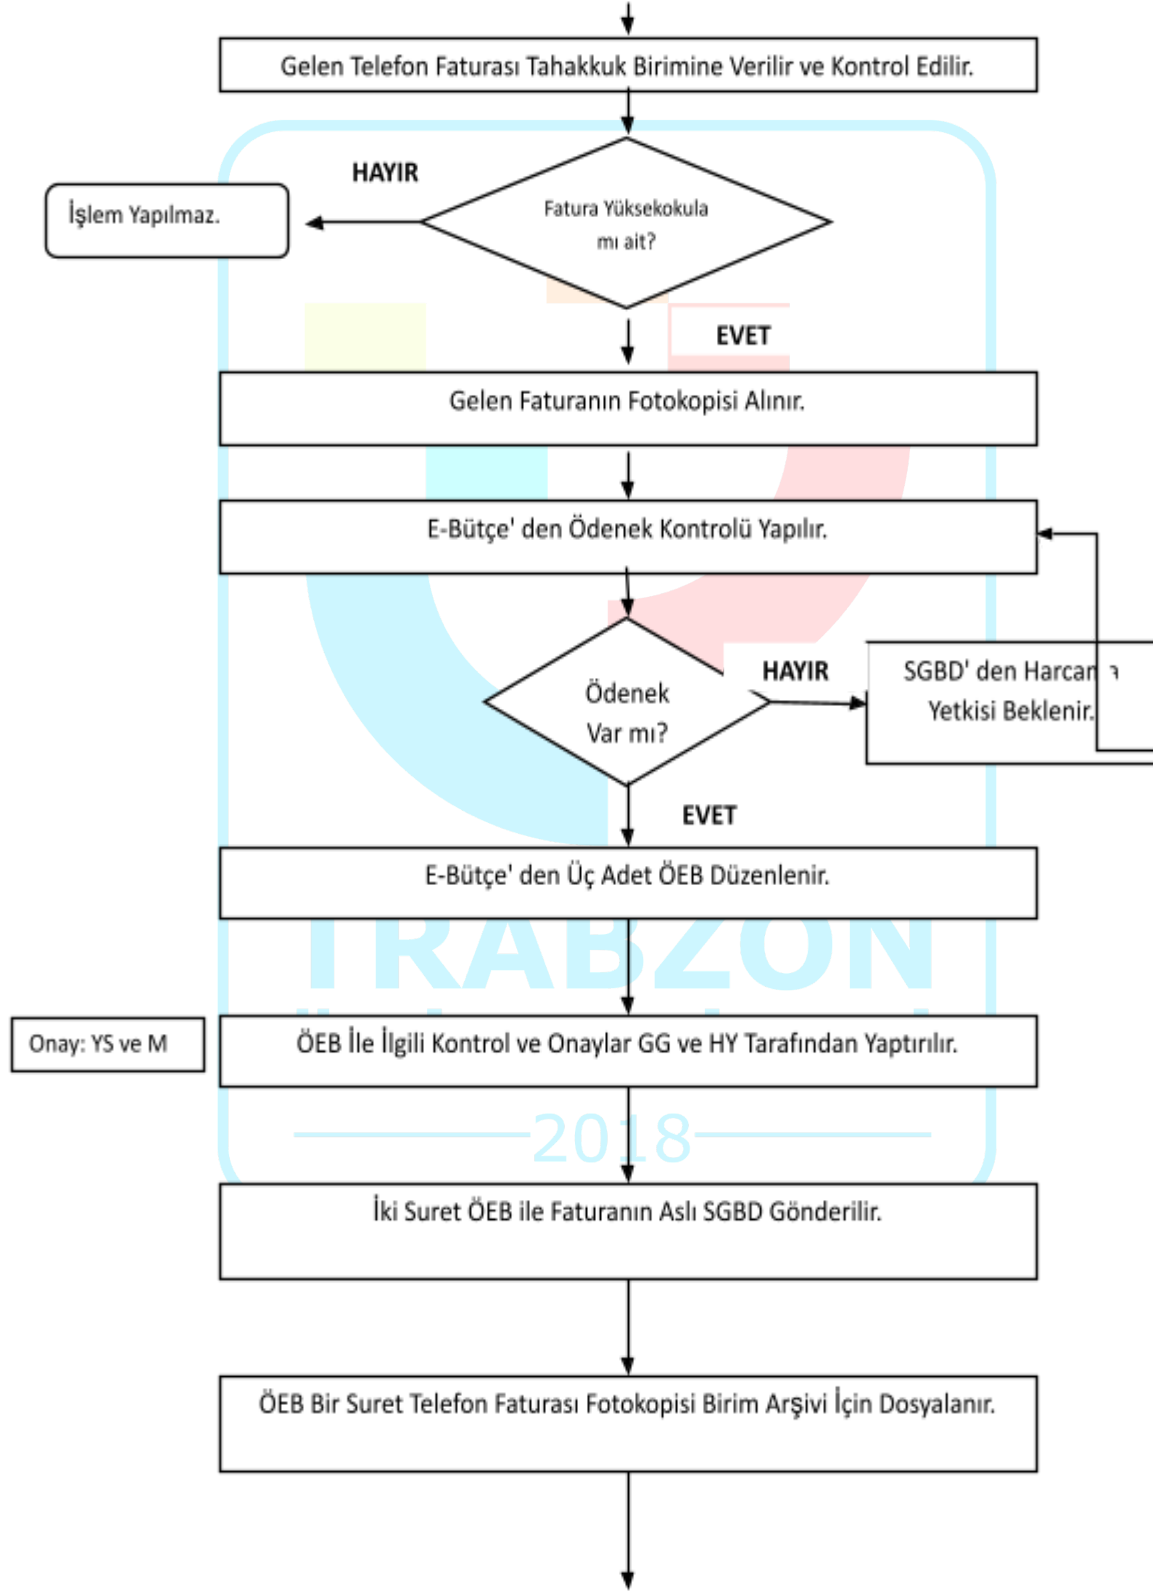 Gelen Telefon Faturası Tahakkuk Birimine Verilir ve Kontrol Edilir.
HAYIR
İşlem Yapılmaz.
Fatura Yüksekokula
mı ait?
EVET
Gelen Faturanın Fotokopisi Alınır.
E-Bütçe' den Ödenek Kontrolü Yapılır.
Ödenek
Var mı?
HAYIR
SGBD' den
Yetkisi Beklenir.
EVET
E-Bütçe' den Üç Adet ÖEB Düzenlenir.
TRABZON
Onay: YS ve M
ÖEB İle İlgili Kontrol ve Onaylar GG ve HY Tarafından Yaptırılır.
2018
İki Suret ÖEB ile Faturanın Aslı SGBD Gönderilir.
ÖEB Bir Suret Telefon Faturası Fotokopisi Birim Arşivi İçin Dosyalanır.